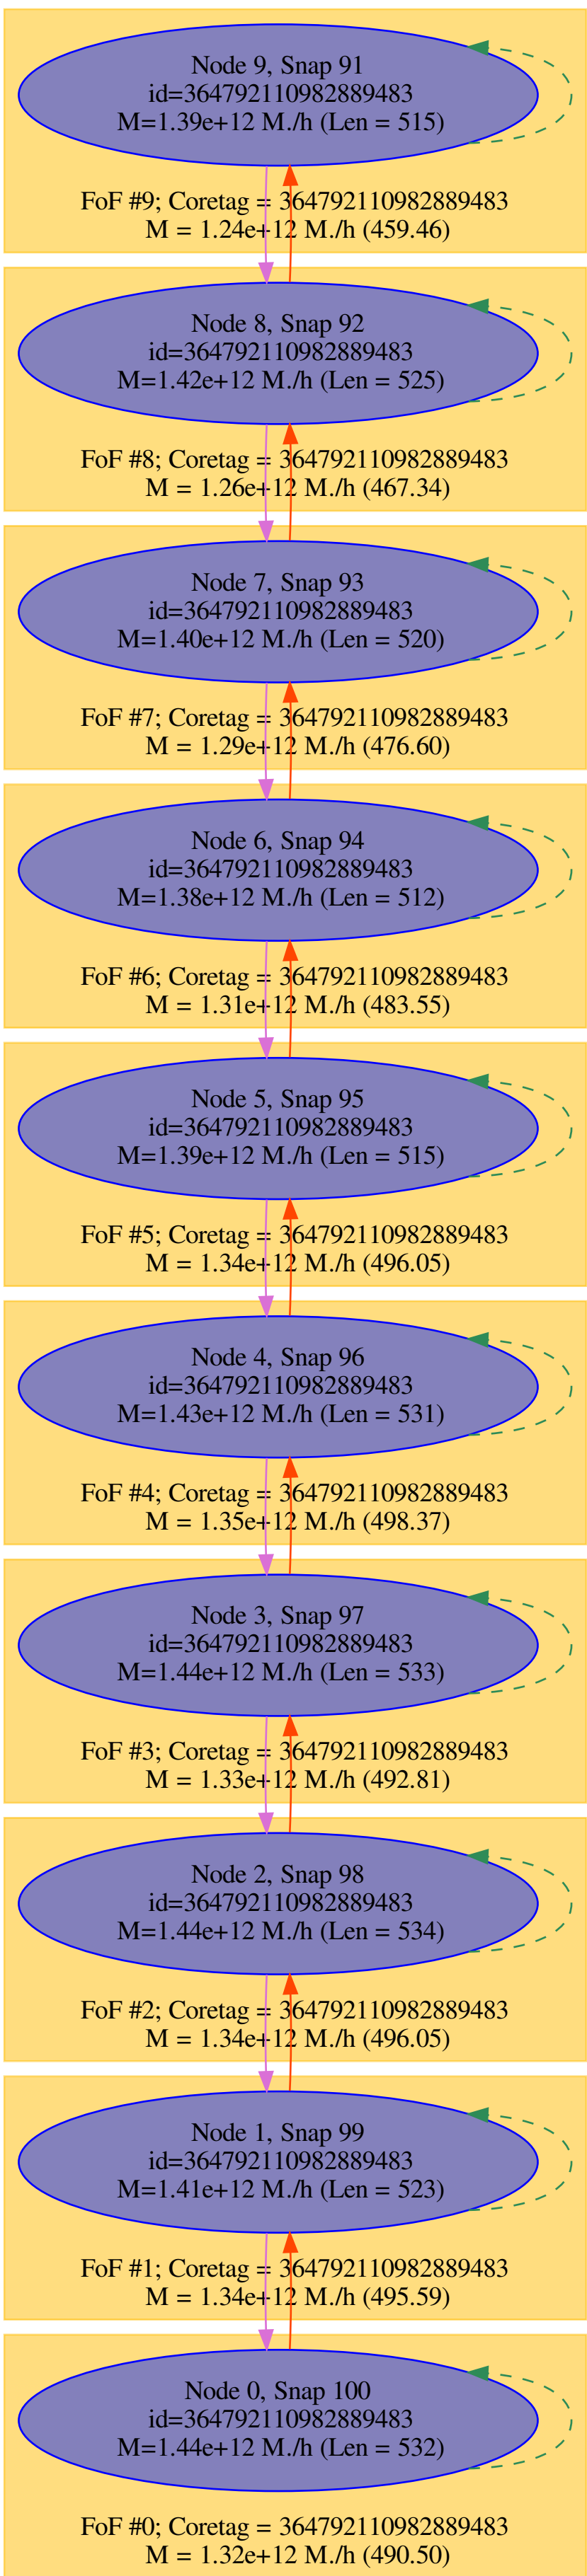 Node 9, Snap 91
id=364792110982889483
M=1.39e+12 M./h (Len = 515)
FoF #9; Coretag = 364792110982889483
M = 1.24e+12 M./h (459.46)
Node 8, Snap 92
id=364792110982889483
M=1.42e+12 M./h (Len = 525)
FoF #8; Coretag = 364792110982889483
M = 1.26e+12 M./h (467.34)
Node 7, Snap 93
id=364792110982889483
M=1.40e+12 M./h (Len = 520)
FoF #7; Coretag = 364792110982889483
M = 1.29e+12 M./h (476.60)
Node 6, Snap 94
id=364792110982889483
M=1.38e+12 M./h (Len = 512)
FoF #6; Coretag = 364792110982889483
M = 1.31e+12 M./h (483.55)
Node 5, Snap 95
id=364792110982889483
M=1.39e+12 M./h (Len = 515)
FoF #5; Coretag = 364792110982889483
M = 1.34e+12 M./h (496.05)
Node 4, Snap 96
id=364792110982889483
M=1.43e+12 M./h (Len = 531)
FoF #4; Coretag = 364792110982889483
M = 1.35e+12 M./h (498.37)
Node 3, Snap 97
id=364792110982889483
M=1.44e+12 M./h (Len = 533)
FoF #3; Coretag = 364792110982889483
M = 1.33e+12 M./h (492.81)
Node 2, Snap 98
id=364792110982889483
M=1.44e+12 M./h (Len = 534)
FoF #2; Coretag = 364792110982889483
M = 1.34e+12 M./h (496.05)
Node 1, Snap 99
id=364792110982889483
M=1.41e+12 M./h (Len = 523)
FoF #1; Coretag = 364792110982889483
M = 1.34e+12 M./h (495.59)
Node 0, Snap 100
id=364792110982889483
M=1.44e+12 M./h (Len = 532)
FoF #0; Coretag = 364792110982889483
M = 1.32e+12 M./h (490.50)